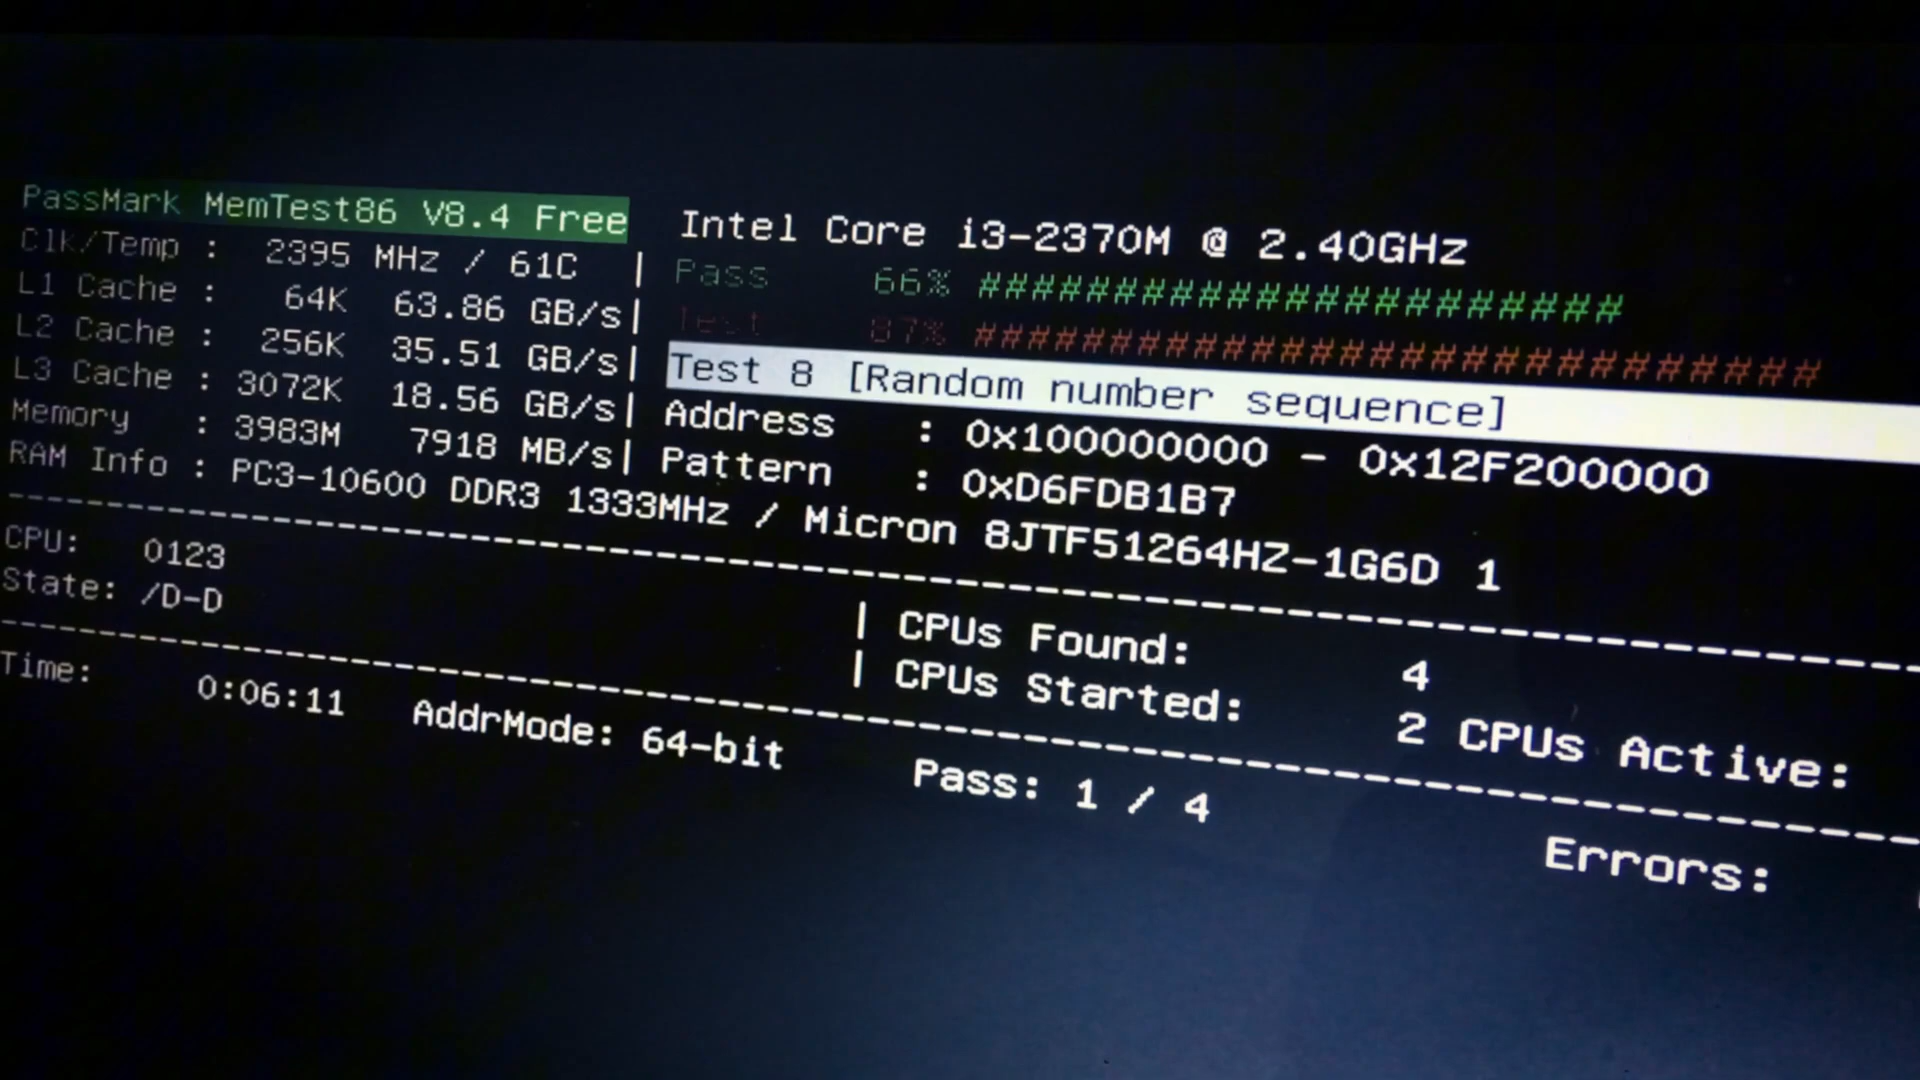 PassMark MemTest86 V8.4 Free Intel Core i3-2370M @ 2.40GHz
Clk/Temp : 2395 MHz / 61C | Pass 66% ########################
L1 Cache : 64K 63.86 GB/s| Test 87% ###############################
L2 Cache : 256K 35.51 GB/s| Test 8 [Random number sequence]
L3 Cache : 3072K 18.56 GB/s| Address : 0x100000000 - 0x12F200000
Memory : 3983M 7918 MB/s| Pattern : 0xD6FDB1B7
RAM Info : PC3-10600 DDR3 1333MHz / Micron 8JTF51264HZ-1G6D 1
CPU: 0123 | CPUs Found: 4
State: /D-D | CPUs Started: 2 CPUs Active:
Time: 0:06:11 AddrMode: 64-bit Pass: 1 / 4 Errors: